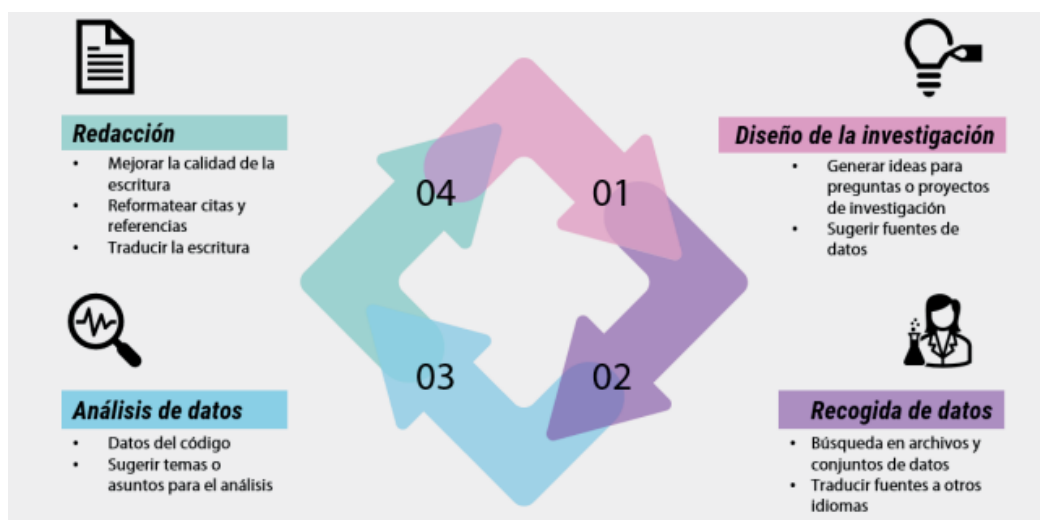 Redacción
• Mejorar la calidad de la
escritura
• Reformatear citas y
referencias
• Traducir la escritura
Diseño de la investigación
• Generar ideas para
preguntas o proyectos
de investigación
• Sugerir fuentes de
datos
04
01
03
02
Análisis de datos
• Datos del código
• Sugerir temas o
asuntos para el análisis
Recogida de datos
• Búsqueda en archivos y
conjuntos de datos
• Traducir fuentes a otros
idiomas